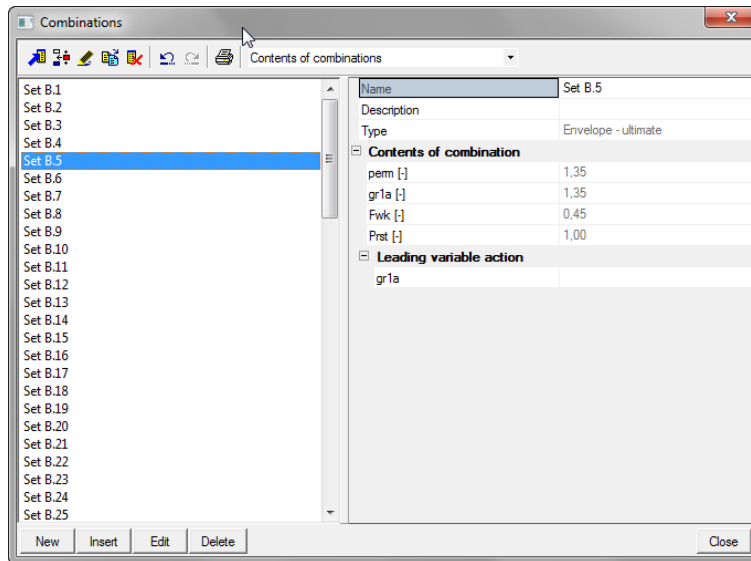 Combinations
Contents of combinations
Set B.1
Set B.2
Set B.3
Set B.4
Set B.5
Set B.6
Set B.7
Set B.8
Set B.9
Set B.10
Set B.11
Set B.12
Set B.13
Set B.14
Set B.15
Set B.16
Set B.17
Set B.18
Set B.19
Set B.20
Set B.21
Set B.22
Set B.23
Set B.24
Set B.25
Name Set B.5
Description
Type Envelope - ultimate
Contents of combination
perm [-] 1,35
gr1a [-] 1,35
Fwk [-] 0,45
Prst [-] 1,00
Leading variable action
gr1a
New Insert Edit Delete Close